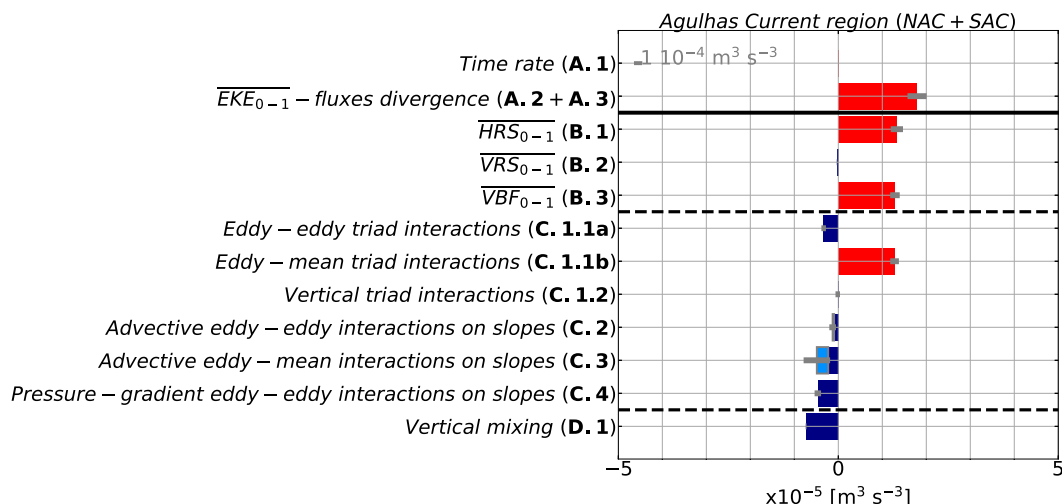 Agulhas Current region (NAC + SAC)
Time rate (A. 1)
1 10⁻⁴ m³ s⁻³
EKE₀₋₁ − fluxes divergence (A. 2 + A. 3)
HRS₀₋₁ (B. 1)
VRS₀₋₁ (B. 2)
VBF₀₋₁ (B. 3)
Eddy − eddy triad interactions (C. 1.1a)
Eddy − mean triad interactions (C. 1.1b)
Vertical triad interactions (C. 1.2)
Advective eddy − eddy interactions on slopes (C. 2)
Advective eddy − mean interactions on slopes (C. 3)
Pressure − gradient eddy − eddy interactions on slopes (C. 4)
Vertical mixing (D. 1)
−5 0 5
x10⁻⁵ [m³ s⁻³]